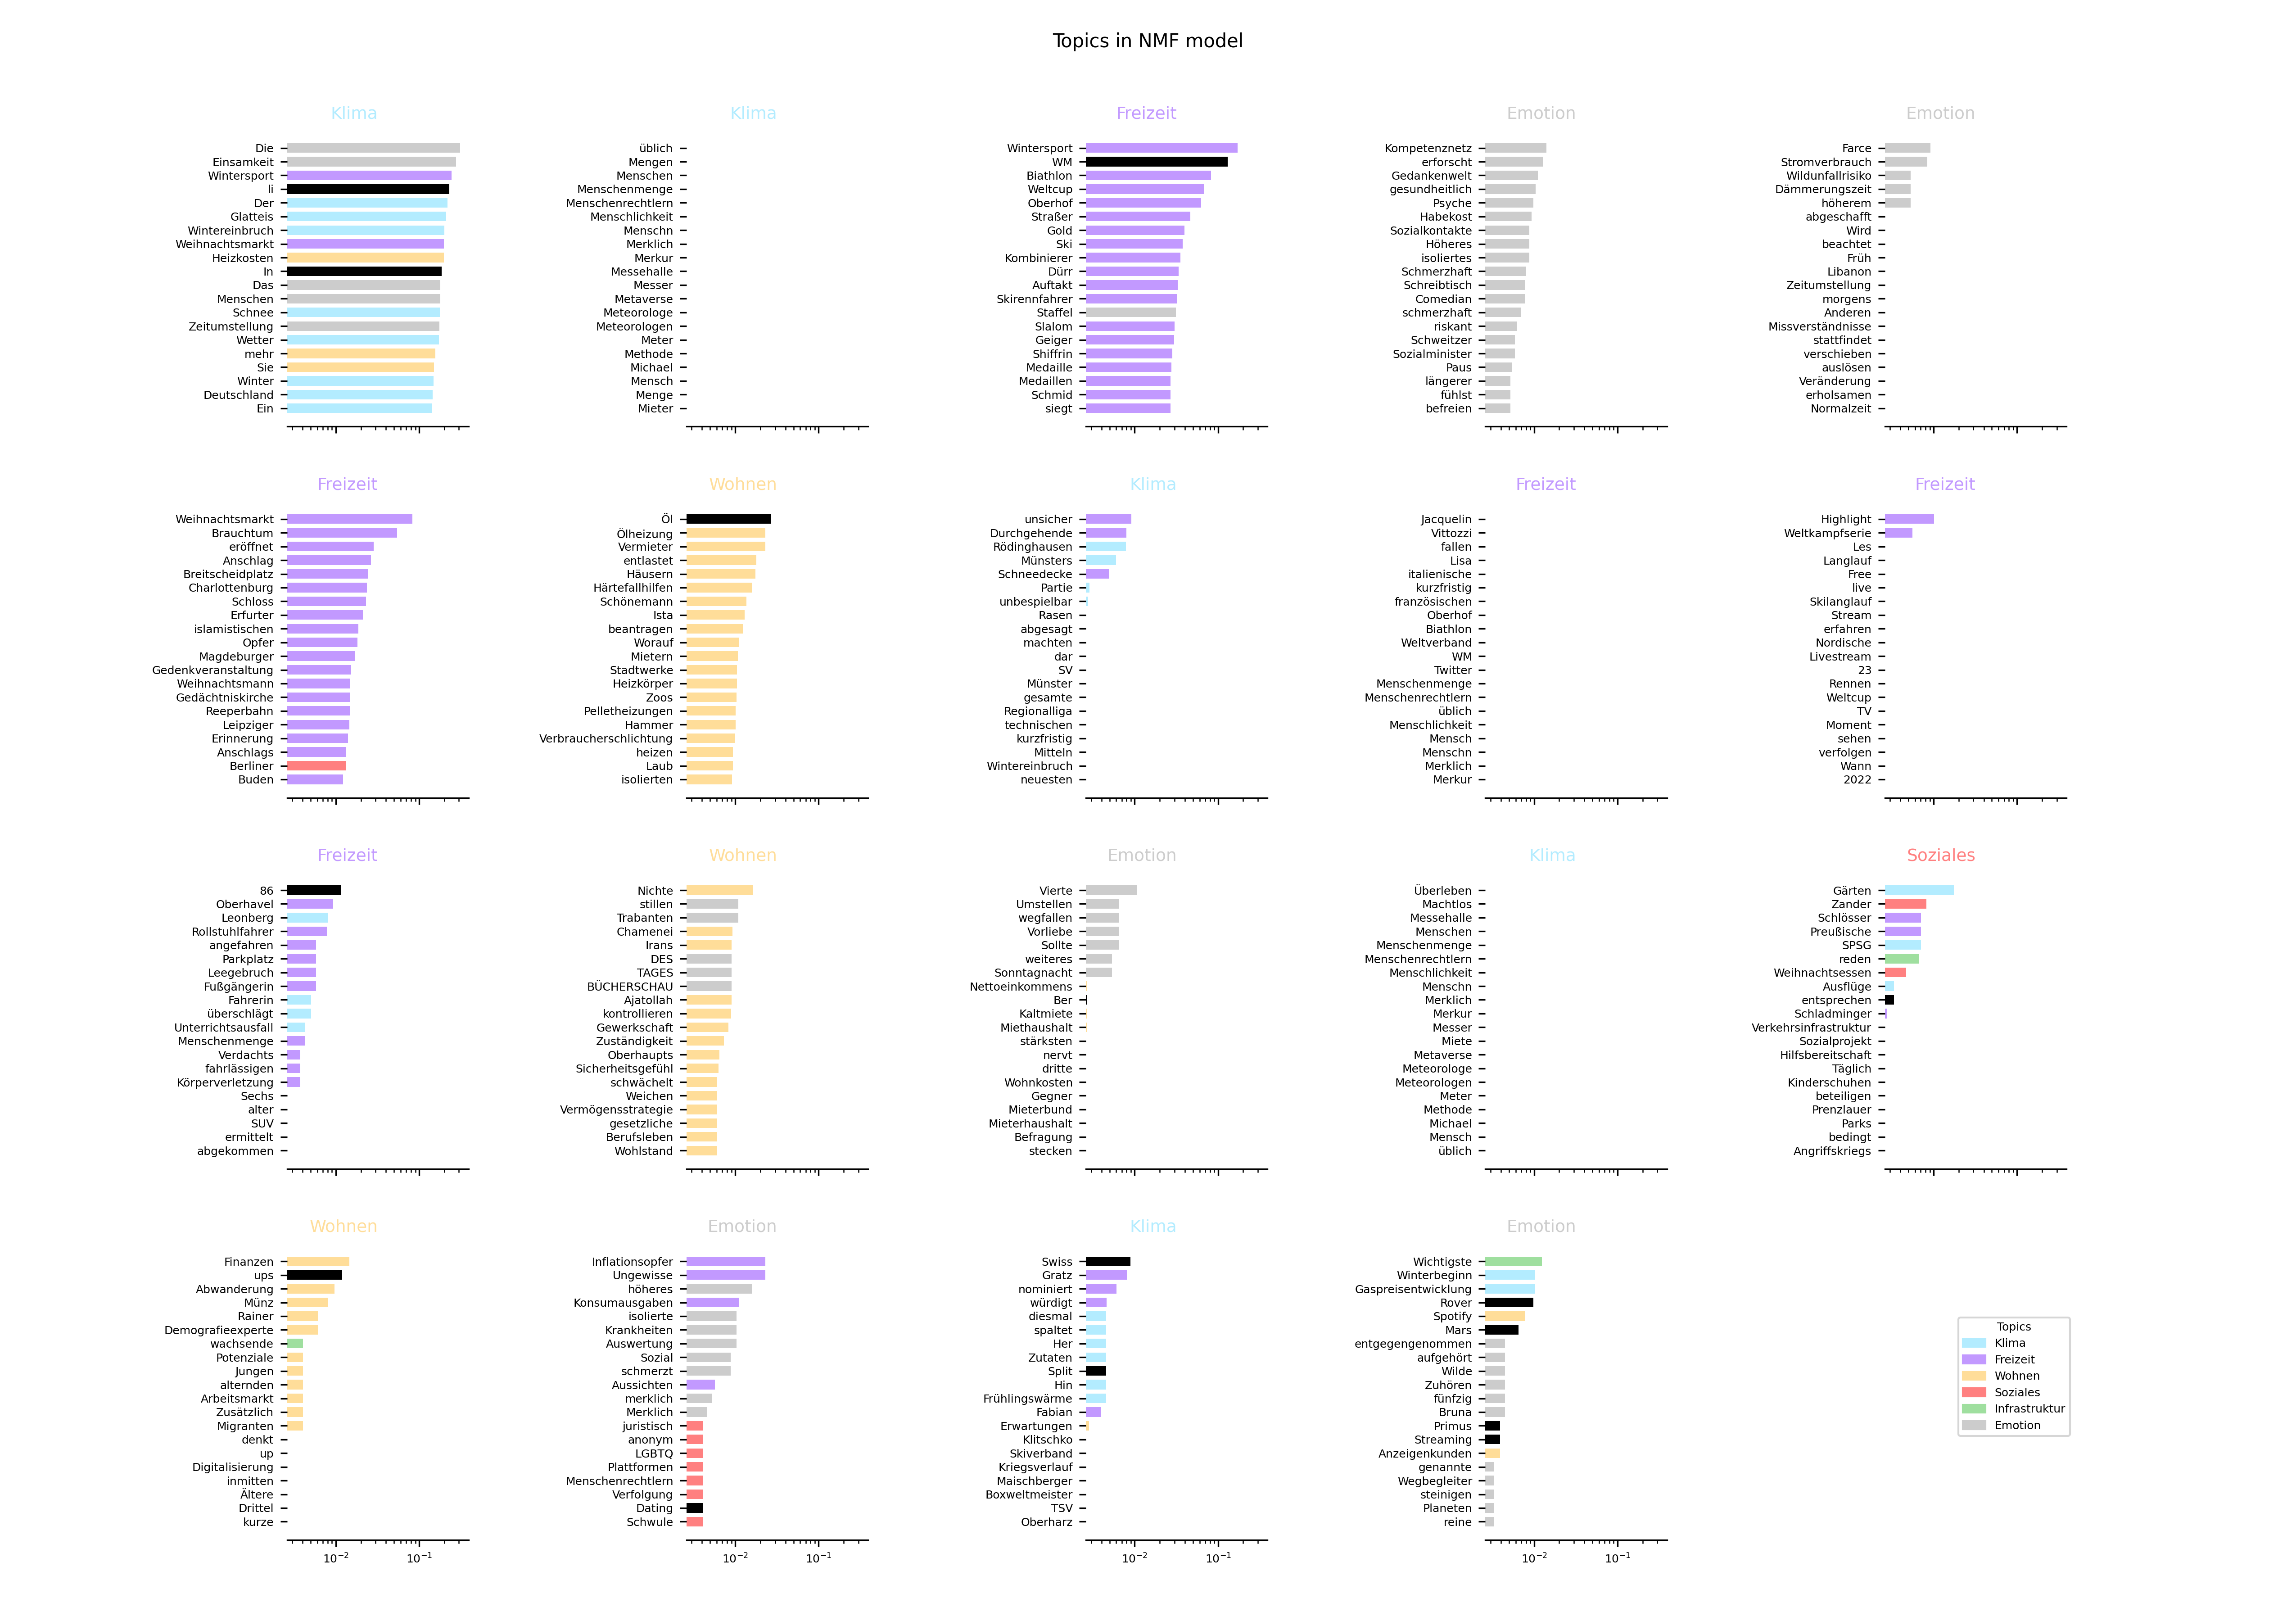 Topics in NMF model
Klima
Die
Einsamkeit
Wintersport
li
Der
Glatteis
Wintereinbruch
Weihnachtsmarkt
Heizkosten
In
Das
Menschen
Schnee
Zeitumstellung
Wetter
mehr
Sie
Winter
Deutschland
Ein
Klima
üblich
Mengen
Menschen
Menschenmenge
Menschenrechtlern
Menschlichkeit
Menschn
Merklich
Merkur
Messehalle
Messer
Metaverse
Meteorologe
Meteorologen
Meter
Methode
Michael
Mensch
Menge
Mieter
Freizeit
Wintersport
WM
Biathlon
Weltcup
Oberhof
Straßer
Gold
Ski
Kombinierer
Dürr
Auftakt
Skirennfahrer
Staffel
Slalom
Geiger
Shiffrin
Medaille
Medaillen
Schmid
siegt
Emotion
Kompetenznetz
erforscht
Gedankenwelt
gesundheitlich
Psyche
Habekost
Sozialkontakte
Höheres
isoliertes
Schmerzhaft
Schreibtisch
Comedian
schmerzhaft
riskant
Schweitzer
Sozialminister
Paus
längerer
fühlst
befreien
Emotion
Farce
Stromverbrauch
Wildunfallrisiko
Dämmerungszeit
höherem
abgeschafft
Wird
beachtet
Früh
Libanon
Zeitumstellung
morgens
Anderen
Missverständnisse
stattfindet
verschieben
auslösen
Veränderung
erholsamen
Normalzeit
Freizeit
Weihnachtsmarkt
Brauchtum
eröffnet
Anschlag
Breitscheidplatz
Charlottenburg
Schloss
Erfurter
islamistischen
Opfer
Magdeburger
Gedenkveranstaltung
Weihnachtsmann
Gedächtniskirche
Reeperbahn
Leipziger
Erinnerung
Anschlags
Berliner
Buden
Wohnen
Öl
Ölheizung
Vermieter
entlastet
Häusern
Härtefallhilfen
Schönemann
Ista
beantragen
Worauf
Mietern
Stadtwerke
Heizkörper
Zoos
Pelletheizungen
Hammer
Verbraucherschlichtung
heizen
Laub
isolierten
Klima
unsicher
Durchgehende
Rödinghausen
Münsters
Schneedecke
Partie
unbespielbar
Rasen
abgesagt
machten
dar
SV
Münster
gesamte
Regionalliga
technischen
kurzfristig
Mitteln
Wintereinbruch
neuesten
Freizeit
Jacquelin
Vittozzi
fallen
Lisa
italienische
kurzfristig
französischen
Oberhof
Biathlon
Weltverband
WM
Twitter
Menschenmenge
Menschenrechtlern
üblich
Menschlichkeit
Mensch
Menschn
Merklich
Merkur
Freizeit
Highlight
Weltkampfserie
Les
Langlauf
Free
live
Skilanglauf
Stream
erfahren
Nordische
Livestream
23
Rennen
Weltcup
TV
Moment
sehen
verfolgen
Wann
2022
Freizeit
86
Oberhavel
Leonberg
Rollstuhlfahrer
angefahren
Parkplatz
Leegebruch
Fußgängerin
Fahrerin
überschlägt
Unterrichtsausfall
Menschenmenge
Verdachts
fahrlässigen
Körperverletzung
Sechs
alter
SUV
ermittelt
abgekommen
Wohnen
Nichte
stillen
Trabanten
Chamenei
Irans
DES
TAGES
BÜCHERSCHAU
Ajatollah
kontrollieren
Gewerkschaft
Zuständigkeit
Oberhaupts
Sicherheitsgefühl
schwächelt
Weichen
Vermögensstrategie
gesetzliche
Berufsleben
Wohlstand
Emotion
Vierte
Umstellen
wegfallen
Vorliebe
Sollte
weiteres
Sonntagnacht
Nettoeinkommens
Ber
Kaltmiete
Miethaushalt
stärksten
nervt
dritte
Wohnkosten
Gegner
Mieterbund
Mieterhaushalt
Befragung
stecken
Klima
Überleben
Machtlos
Messehalle
Menschen
Menschenmenge
Menschenrechtlern
Menschlichkeit
Menschn
Merklich
Merkur
Messer
Miete
Metaverse
Meteorologe
Meteorologen
Meter
Methode
Michael
Mensch
üblich
Soziales
Gärten
Zander
Schlösser
Preußische
SPSG
reden
Weihnachtsessen
Ausflüge
entsprechen
Schladminger
Verkehrsinfrastruktur
Sozialprojekt
Hilfsbereitschaft
Täglich
Kinderschuhen
beteiligen
Prenzlauer
Parks
bedingt
Angriffskriegs
Wohnen
Finanzen
ups
Abwanderung
Münz
Rainer
Demografieexperte
wachsende
Potenziale
Jungen
alternden
Arbeitsmarkt
Zusätzlich
Migranten
denkt
up
Digitalisierung
inmitten
Ältere
Drittel
kurze
10⁻² 10⁻¹
Emotion
Inflationsopfer
Ungewisse
höheres
Konsumausgaben
isolierte
Krankheiten
Auswertung
Sozial
schmerzt
Aussichten
merklich
Merklich
juristisch
anonym
LGBTQ
Plattformen
Menschenrechtlern
Verfolgung
Dating
Schwule
10⁻² 10⁻¹
Klima
Swiss
Gratz
nominiert
würdigt
diesmal
spaltet
Her
Zutaten
Split
Hin
Frühlingswärme
Fabian
Erwartungen
Klitschko
Skiverband
Kriegsverlauf
Maischberger
Boxweltmeister
TSV
Oberharz
10⁻² 10⁻¹
Emotion
Wichtigste
Winterbeginn
Gaspreisentwicklung
Rover
Spotify
Mars
entgegengenommen
aufgehört
Wilde
Zuhören
fünfzig
Bruna
Primus
Streaming
Anzeigenkunden
genannte
Wegbegleiter
steinigen
Planeten
reine
10⁻² 10⁻¹
Topics
Klima
Freizeit
Wohnen
Soziales
Infrastruktur
Emotion